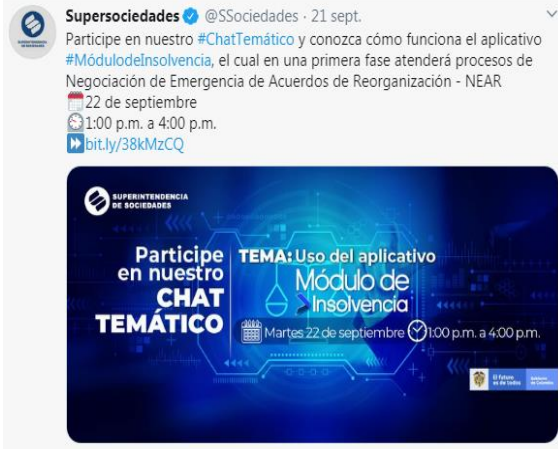 Supersociedades @SSociedades · 21 sept.
Participe en nuestro #ChatTemático y conozca cómo funciona el aplicativo
#MódulodeInsolvencia, el cual en una primera fase atenderá procesos de
Negociación de Emergencia de Acuerdos de Reorganización - NEAR
22 de septiembre
1:00 p.m. a 4:00 p.m.
bit.ly/38kMzCQ
SUPERINTENDENCIA
DE SOCIEDADES
Participe
en nuestro
CHAT
TEMÁTICO
TEMA: Uso del aplicativo
Módulo de
Insolvencia
Martes 22 de septiembre 1:00 p.m. a 4:00 p.m.
El futuro
es de todos
Gobierno
de Colombia